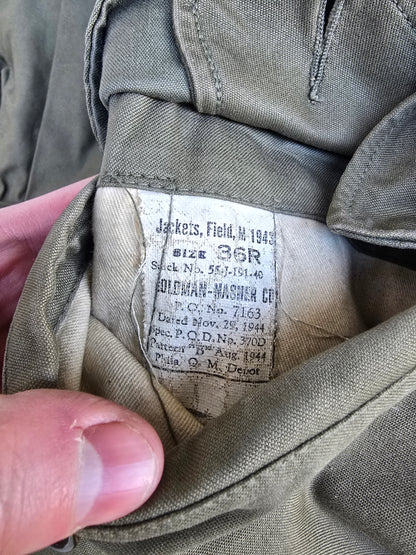 Jackets, Field, M 1943
SIZE 36R
Stock No. 55-J-191-40
GOLDMAN-WASHER CO
P. O. No. 7163
Dated Nov. 29, 1944
Spec. P. Q. D. No. 370D
Pattern "B" Aug. 1944
Phila. Q. M. Depot